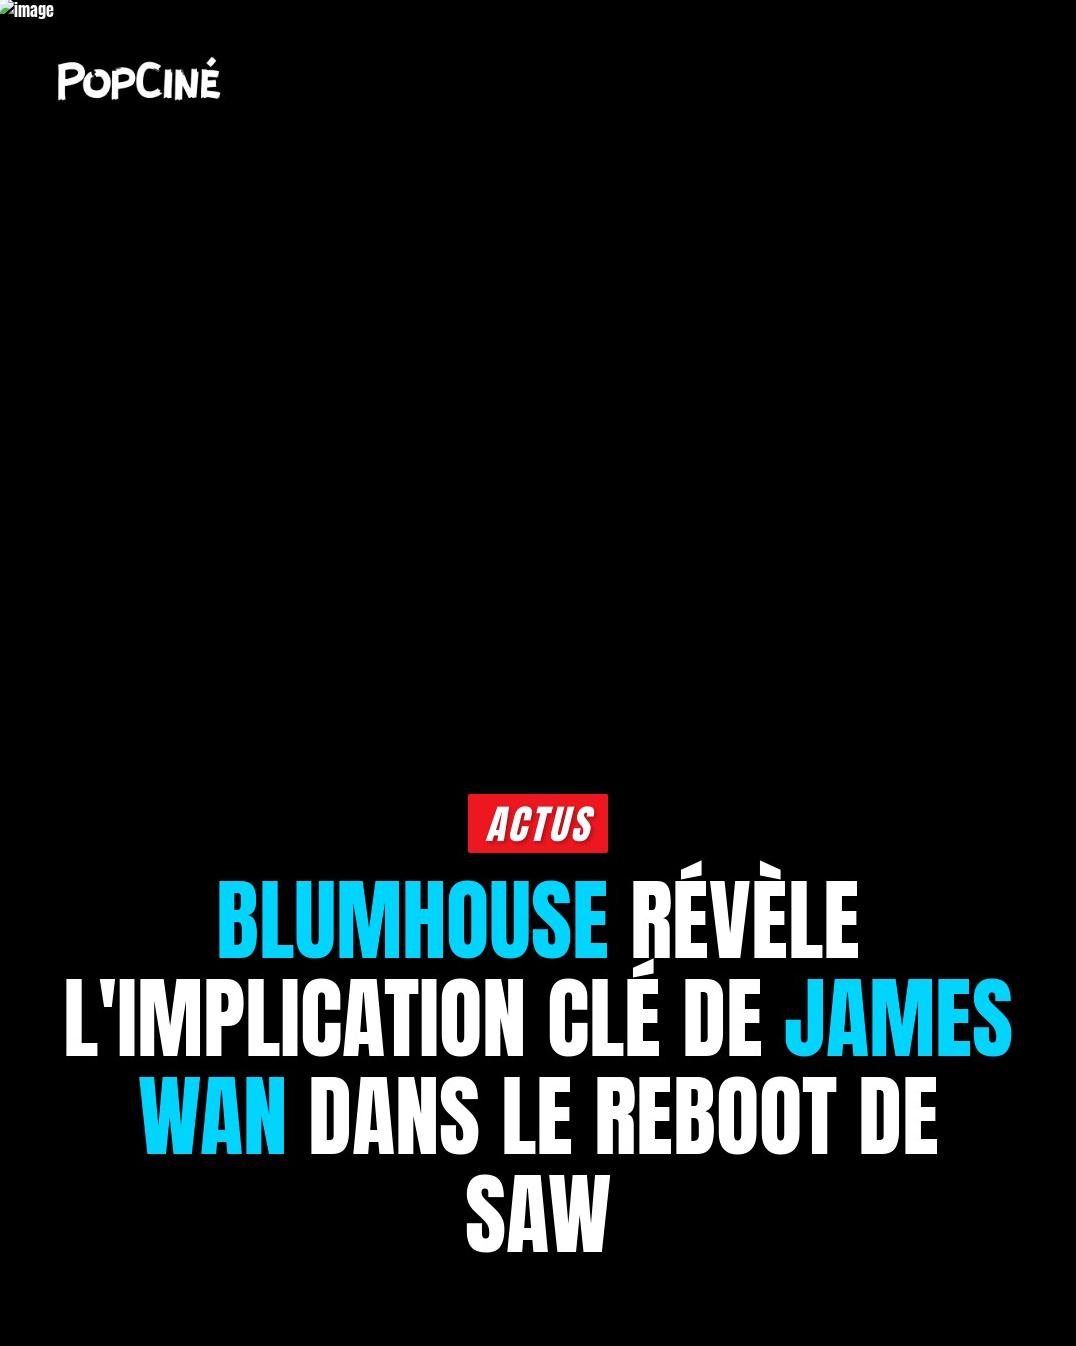 image
POPCINÉ
ACTUS
BLUMHOUSE RÉVÈLE
L'IMPLICATION CLÉ DE JAMES
WAN DANS LE REBOOT DE
SAW